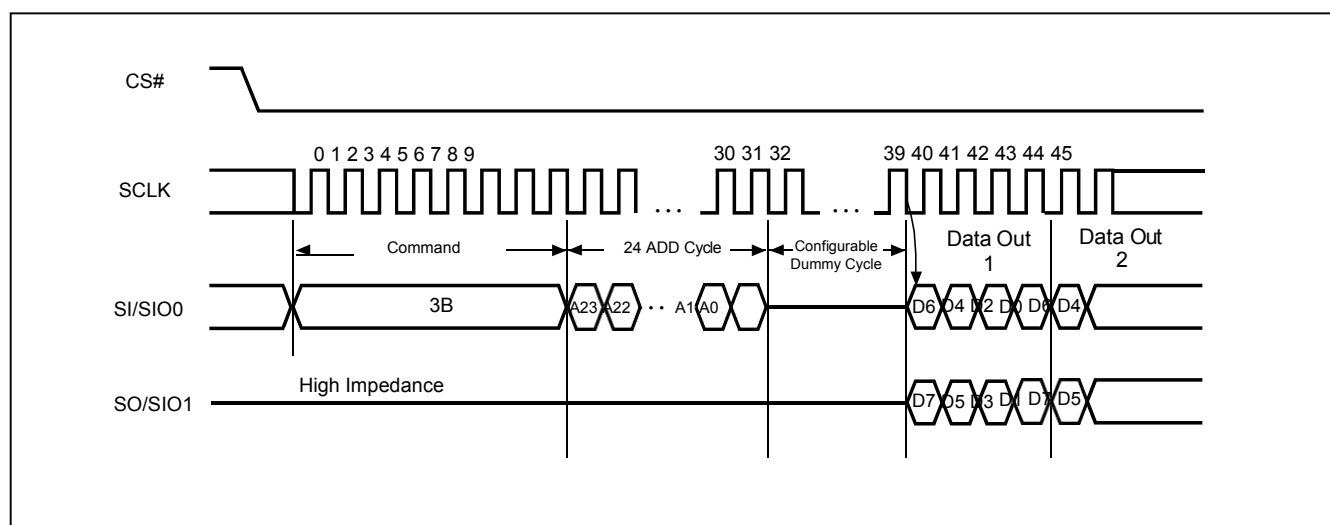 CS#
0 1 2 3 4 5 6 7 8 9 30 31 32 39 40 41 42 43 44 45
SCLK
... ...
Command 24 ADD Cycle Configurable Dummy Cycle Data Out 1 Data Out 2
SI/SIO0 3B A23 A22 ·· A1 A0 D6 D4 D2 D0 D6 D4
High Impedance
SO/SIO1 D7 D5 D3 D1 D7 D5